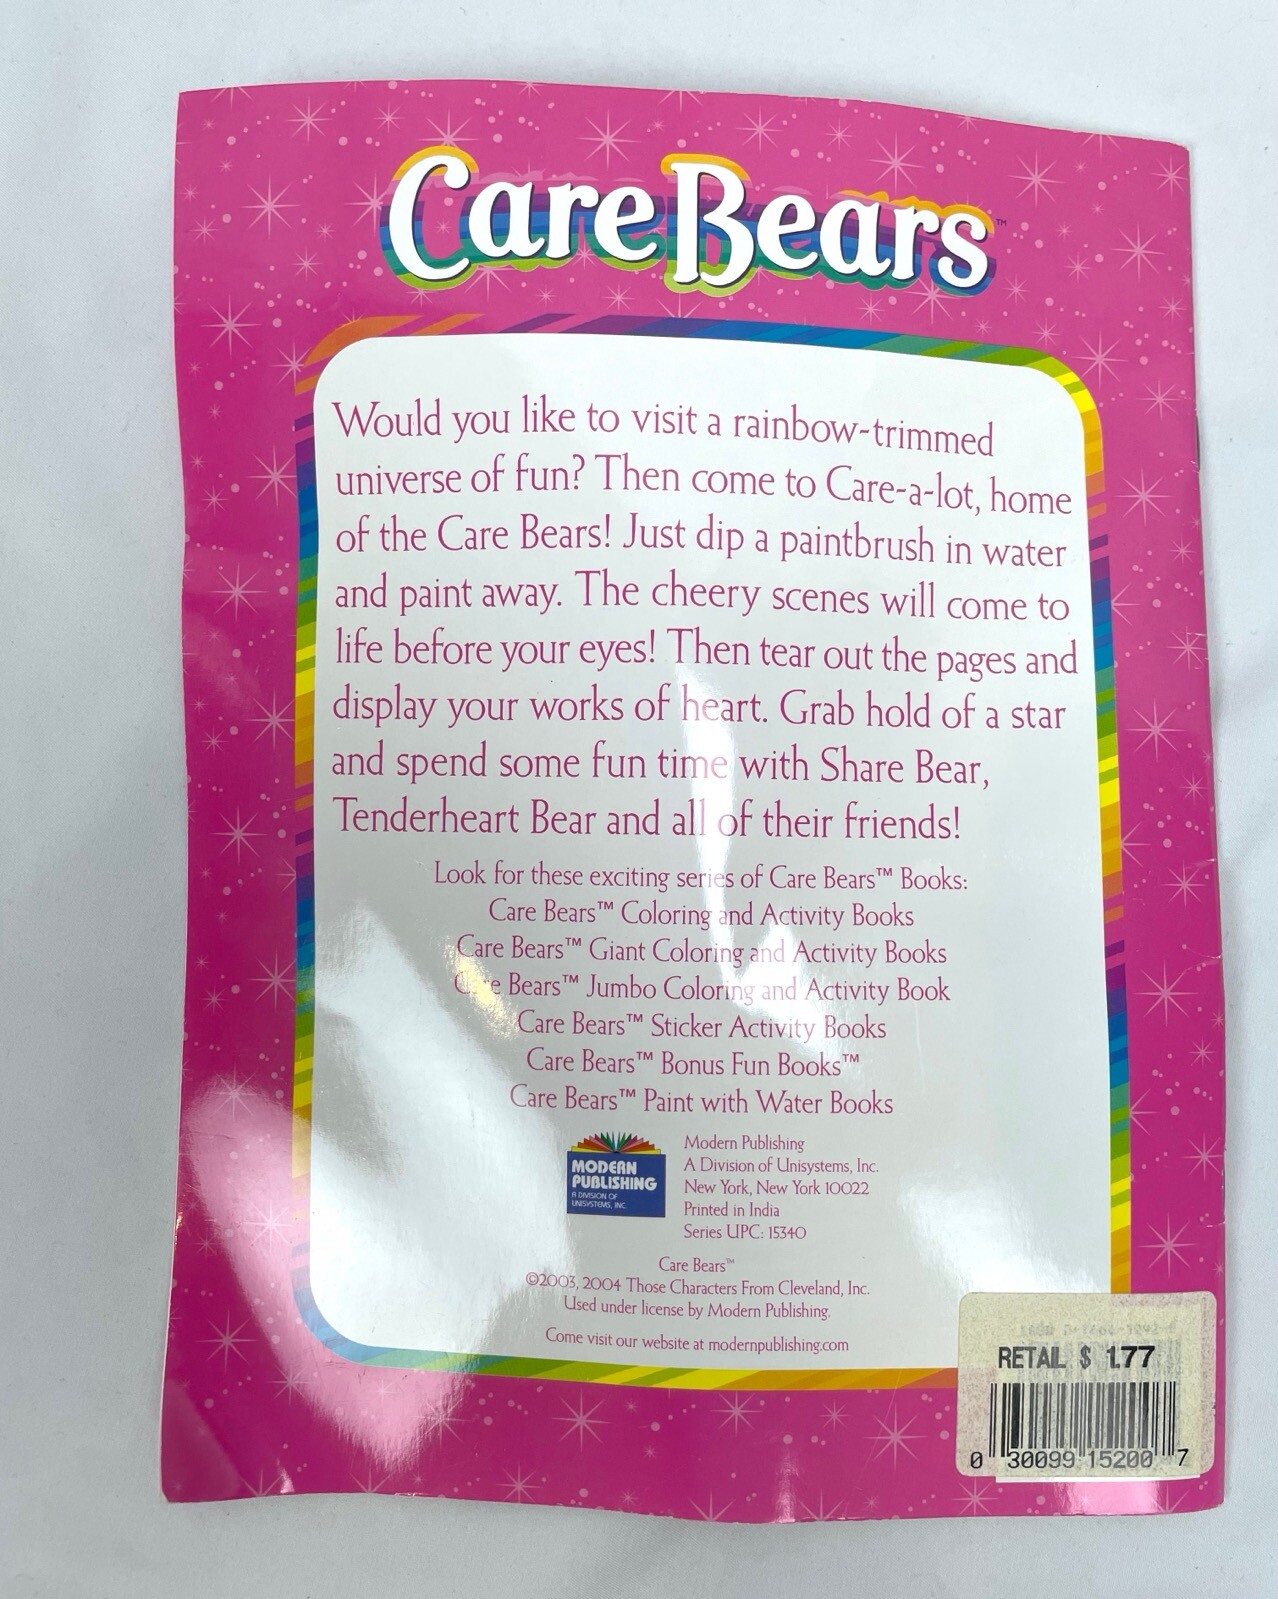 Care Bears™
Would you like to visit a rainbow-trimmed
universe of fun? Then come to Care-a-lot, home
of the Care Bears! Just dip a paintbrush in water
and paint away. The cheery scenes will come to
life before your eyes! Then tear out the pages and
display your works of heart. Grab hold of a star
and spend some fun time with Share Bear,
Tenderheart Bear and all of their friends!
Look for these exciting series of Care Bears™ Books:
Care Bears™ Coloring and Activity Books
Care Bears™ Giant Coloring and Activity Books
Care Bears™ Jumbo Coloring and Activity Book
Care Bears™ Sticker Activity Books
Care Bears™ Bonus Fun Books™
Care Bears™ Paint with Water Books
MODERN
PUBLISHING
A DIVISION OF
UNISYSTEMS, INC.
Modern Publishing
A Division of Unisystems, Inc.
New York, New York 10022
Printed in India
Series UPC: 15340
Care Bears™
©2003, 2004 Those Characters From Cleveland, Inc.
Used under license by Modern Publishing.
Come visit our website at modernpublishing.com
RETAIL $ 1.77
0 30099 15200 7